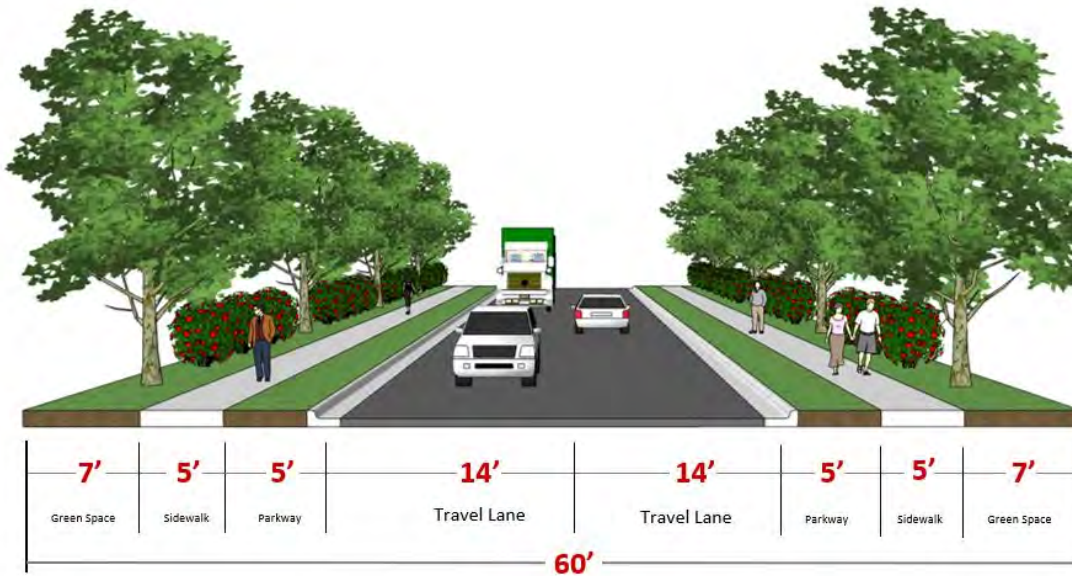 7’ 5’ 5’ 14’ 14’ 5’ 5’ 7’
Green Space Sidewalk Parkway Travel Lane Travel Lane Parkway Sidewalk Green Space
60’